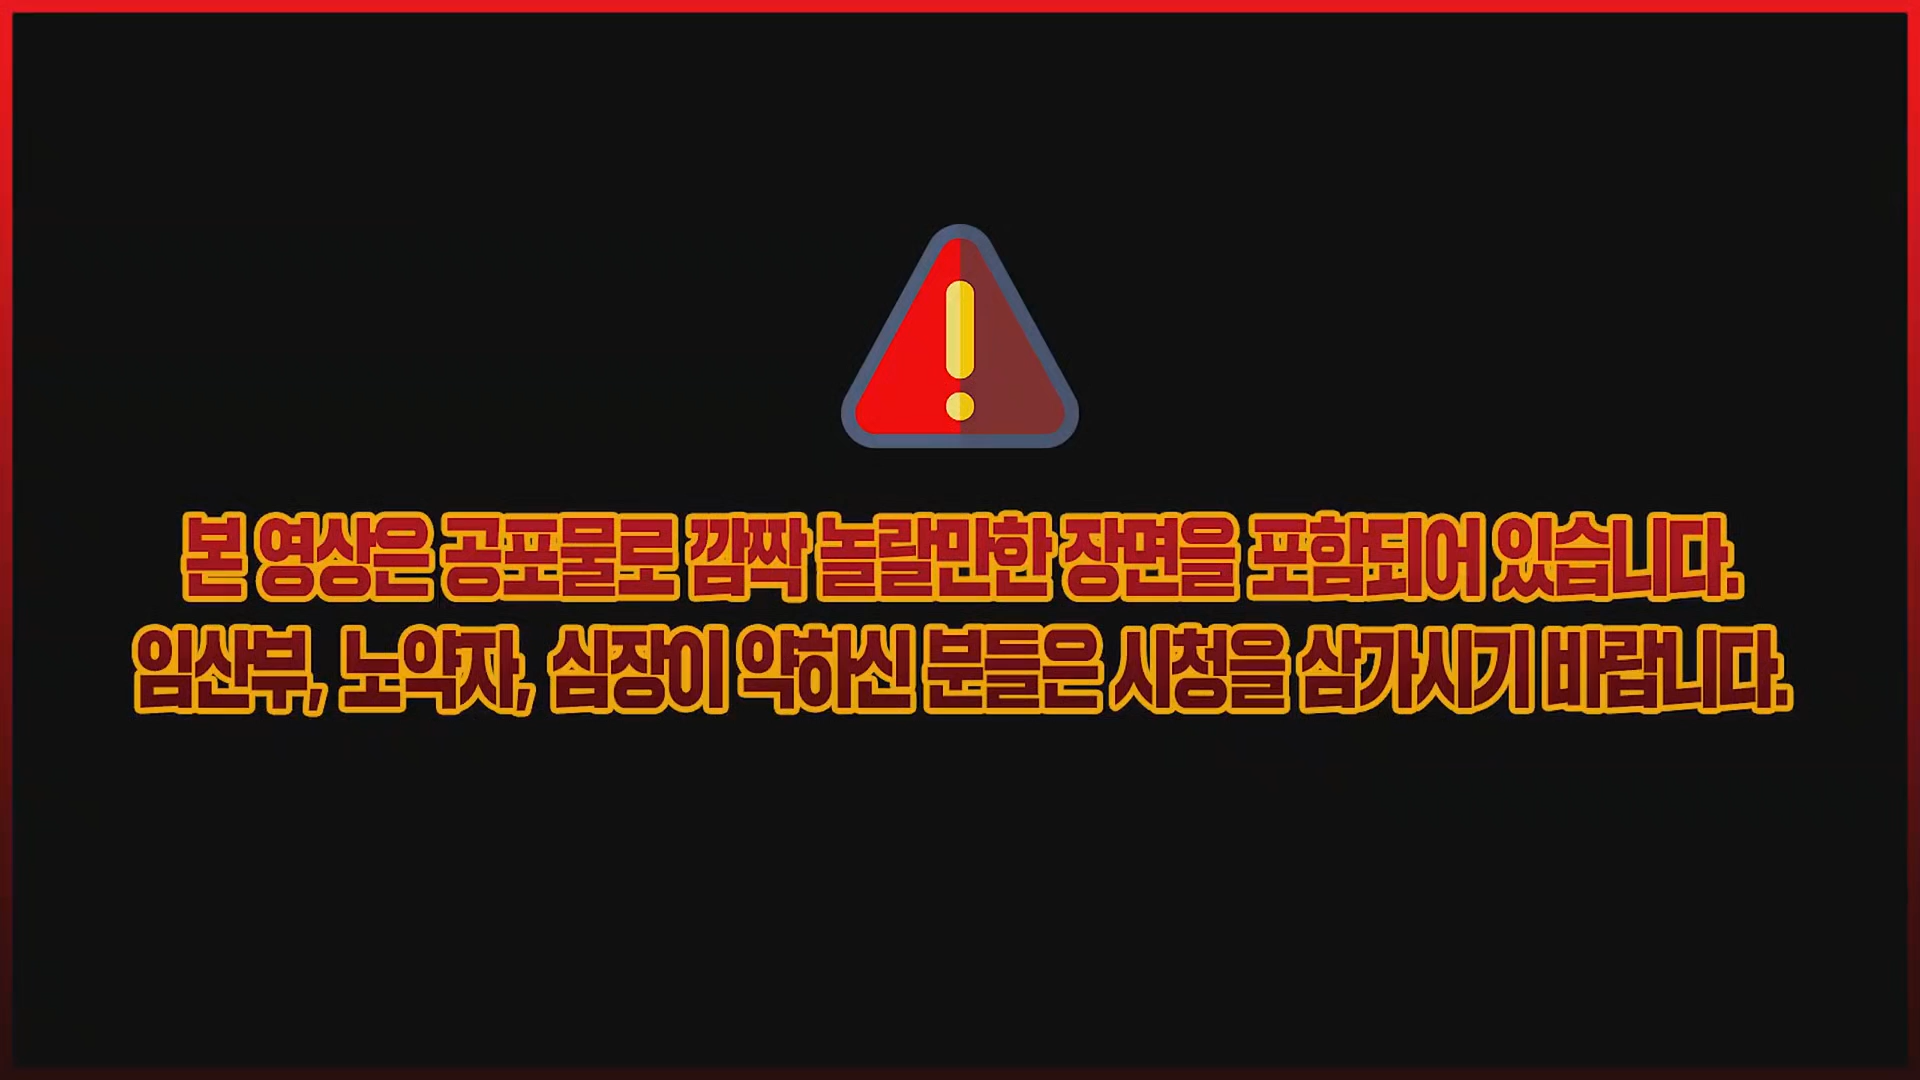 본 영상은 공포물로 깜짝 놀랄만한 장면을 포함되어 있습니다.
임산부, 노약자, 심장이 약하신 분들은 시청을 삼가시기 바랍니다.